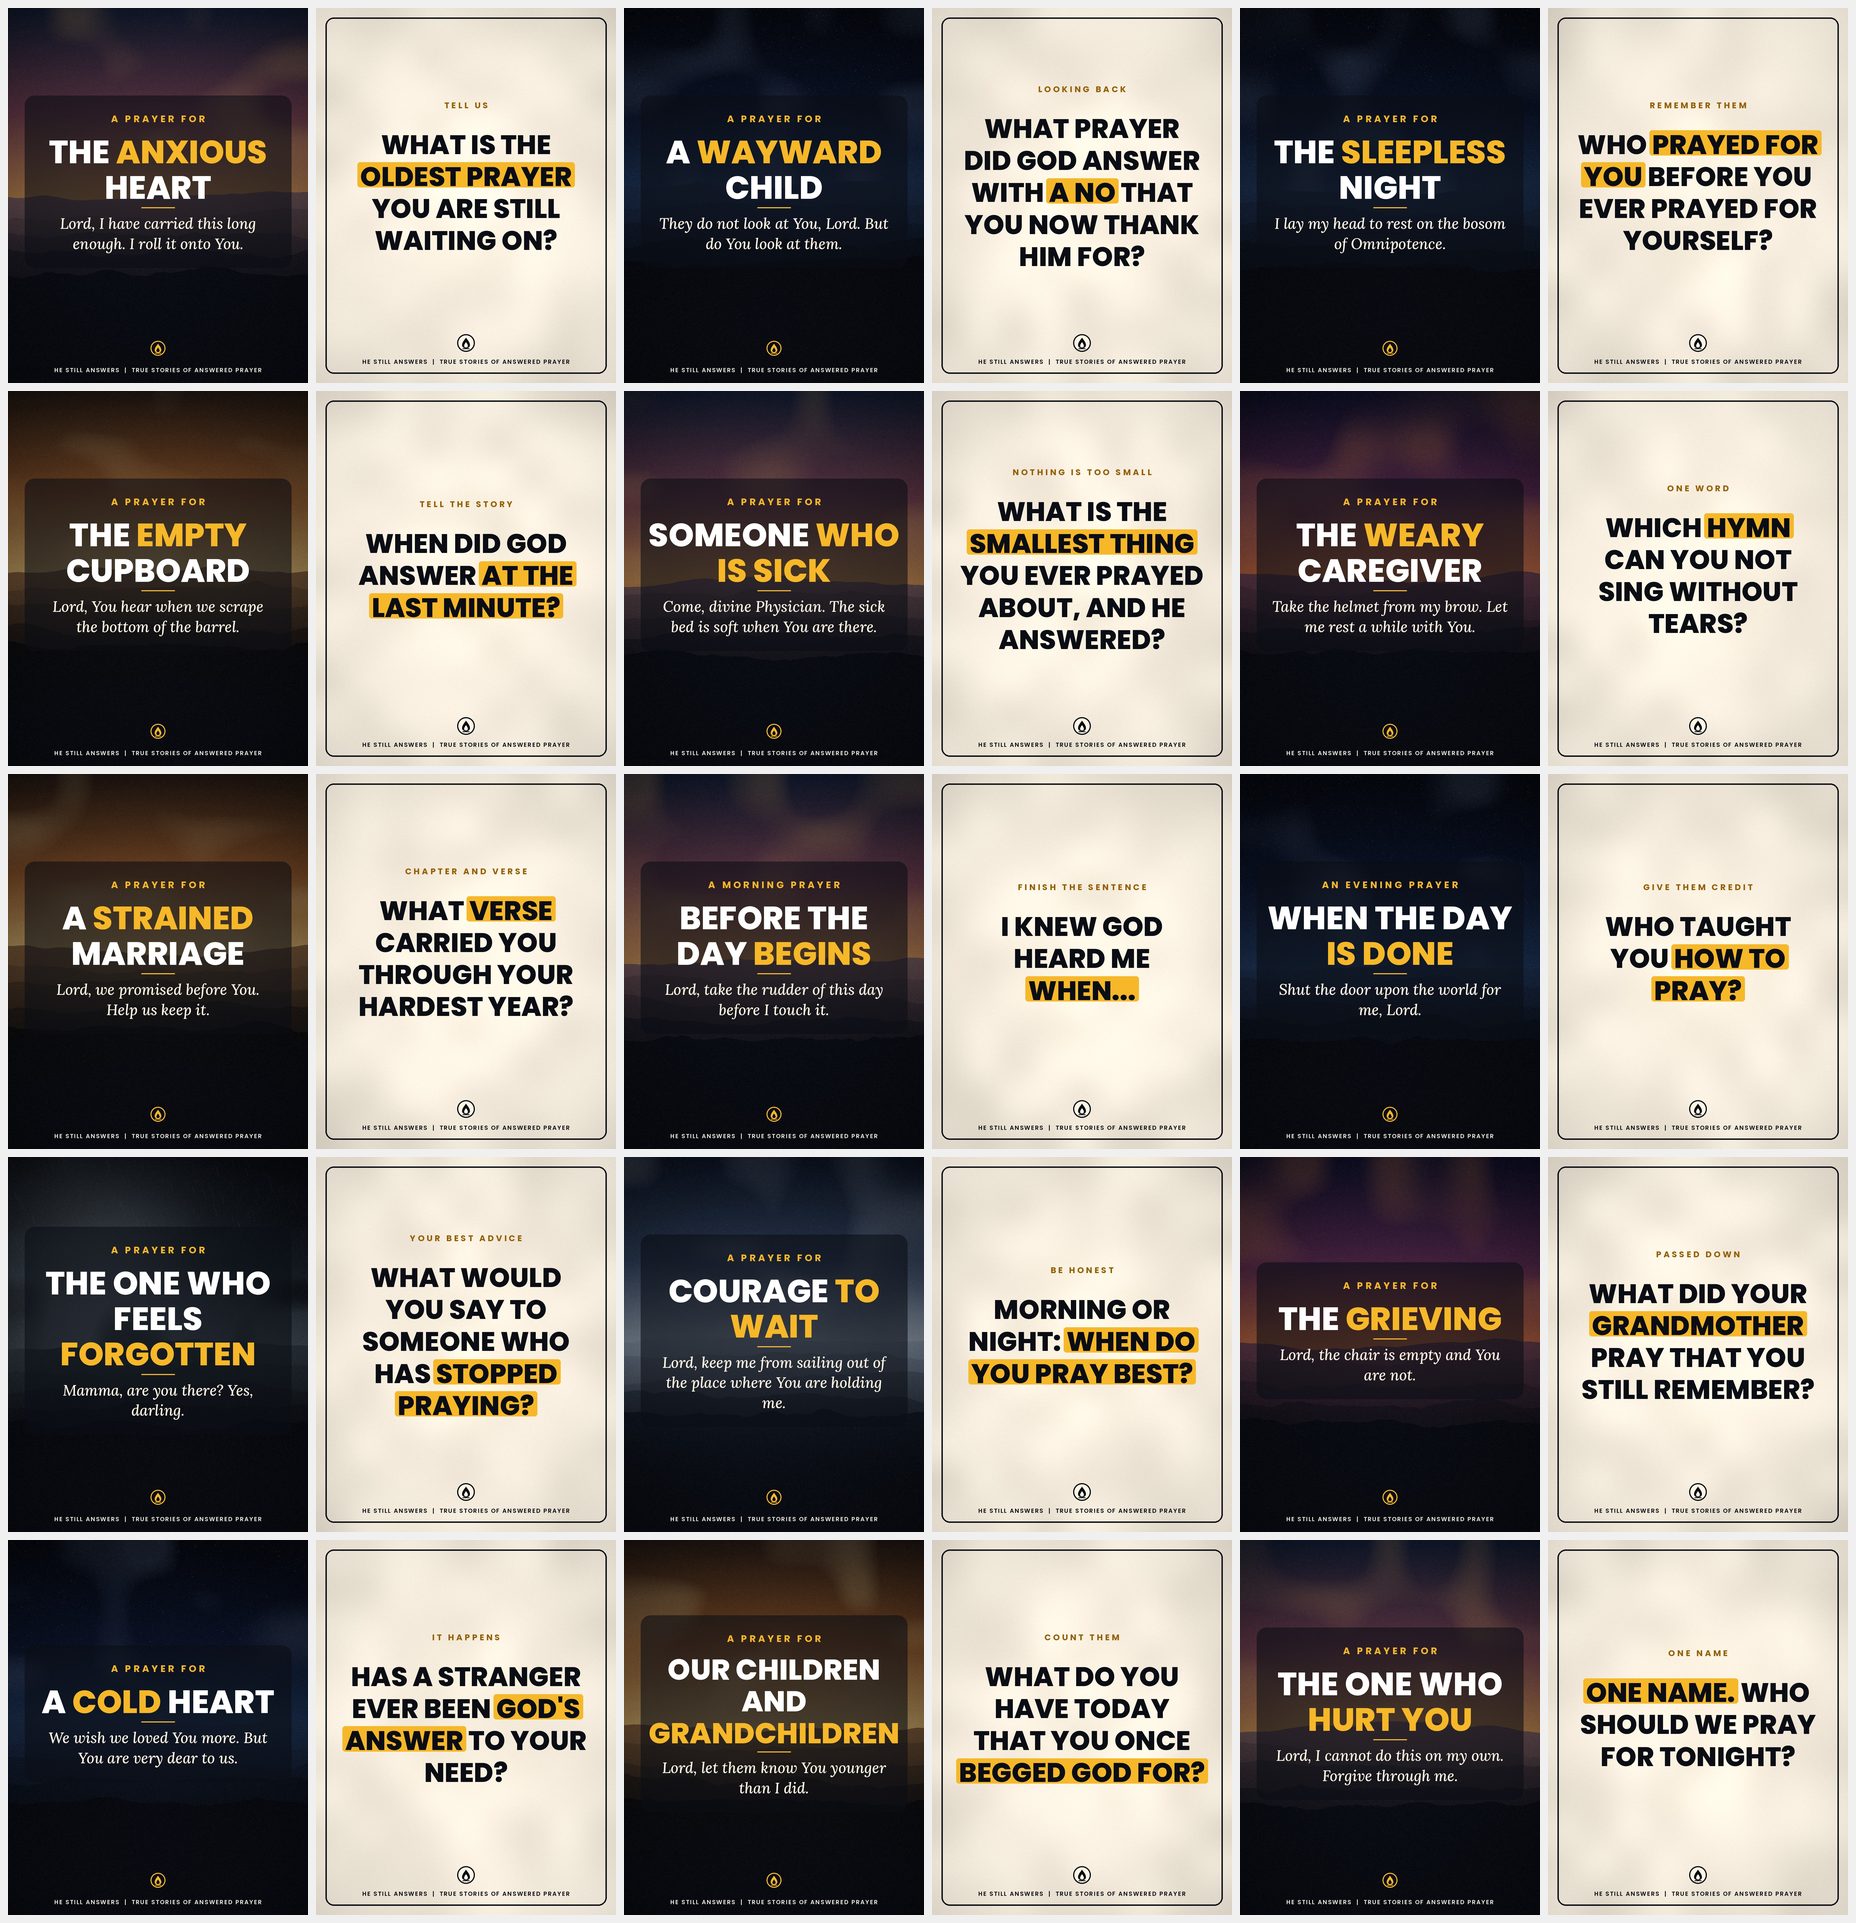 A PRAYER FOR
THE ANXIOUS
HEART
Lord, I have carried this long
enough. I roll it onto You.
HE STILL ANSWERS | TRUE STORIES OF ANSWERED PRAYER
TELL US
WHAT IS THE
OLDEST PRAYER
YOU ARE STILL
WAITING ON?
HE STILL ANSWERS | TRUE STORIES OF ANSWERED PRAYER
A PRAYER FOR
A WAYWARD
CHILD
They do not look at You, Lord. But
do You look at them.
HE STILL ANSWERS | TRUE STORIES OF ANSWERED PRAYER
LOOKING BACK
WHAT PRAYER
DID GOD ANSWER
WITH A NO THAT
YOU NOW THANK
HIM FOR?
HE STILL ANSWERS | TRUE STORIES OF ANSWERED PRAYER
A PRAYER FOR
THE SLEEPLESS
NIGHT
I lay my head to rest on the bosom
of Omnipotence.
HE STILL ANSWERS | TRUE STORIES OF ANSWERED PRAYER
REMEMBER THEM
WHO PRAYED FOR
YOU BEFORE YOU
EVER PRAYED FOR
YOURSELF?
HE STILL ANSWERS | TRUE STORIES OF ANSWERED PRAYER
A PRAYER FOR
THE EMPTY
CUPBOARD
Lord, You hear when we scrape
the bottom of the barrel.
HE STILL ANSWERS | TRUE STORIES OF ANSWERED PRAYER
TELL THE STORY
WHEN DID GOD
ANSWER AT THE
LAST MINUTE?
HE STILL ANSWERS | TRUE STORIES OF ANSWERED PRAYER
A PRAYER FOR
SOMEONE WHO
IS SICK
Come, divine Physician. The sick
bed is soft when You are there.
HE STILL ANSWERS | TRUE STORIES OF ANSWERED PRAYER
NOTHING IS TOO SMALL
WHAT IS THE
SMALLEST THING
YOU EVER PRAYED
ABOUT, AND HE
ANSWERED?
HE STILL ANSWERS | TRUE STORIES OF ANSWERED PRAYER
A PRAYER FOR
THE WEARY
CAREGIVER
Take the helmet from my brow. Let
me rest a while with You.
HE STILL ANSWERS | TRUE STORIES OF ANSWERED PRAYER
ONE WORD
WHICH HYMN
CAN YOU NOT
SING WITHOUT
TEARS?
HE STILL ANSWERS | TRUE STORIES OF ANSWERED PRAYER
A PRAYER FOR
A STRAINED
MARRIAGE
Lord, we promised before You.
Help us keep it.
HE STILL ANSWERS | TRUE STORIES OF ANSWERED PRAYER
CHAPTER AND VERSE
WHAT VERSE
CARRIED YOU
THROUGH YOUR
HARDEST YEAR?
HE STILL ANSWERS | TRUE STORIES OF ANSWERED PRAYER
A MORNING PRAYER
BEFORE THE
DAY BEGINS
Lord, take the rudder of this day
before I touch it.
HE STILL ANSWERS | TRUE STORIES OF ANSWERED PRAYER
FINISH THE SENTENCE
I KNEW GOD
HEARD ME
WHEN...
HE STILL ANSWERS | TRUE STORIES OF ANSWERED PRAYER
AN EVENING PRAYER
WHEN THE DAY
IS DONE
Shut the door upon the world for
me, Lord.
HE STILL ANSWERS | TRUE STORIES OF ANSWERED PRAYER
GIVE THEM CREDIT
WHO TAUGHT
YOU HOW TO
PRAY?
HE STILL ANSWERS | TRUE STORIES OF ANSWERED PRAYER
A PRAYER FOR
THE ONE WHO
FEELS
FORGOTTEN
Mamma, are you there? Yes,
darling.
HE STILL ANSWERS | TRUE STORIES OF ANSWERED PRAYER
YOUR BEST ADVICE
WHAT WOULD
YOU SAY TO
SOMEONE WHO
HAS STOPPED
PRAYING?
HE STILL ANSWERS | TRUE STORIES OF ANSWERED PRAYER
A PRAYER FOR
COURAGE TO
WAIT
Lord, keep me from sailing out of
the place where You are holding
me.
HE STILL ANSWERS | TRUE STORIES OF ANSWERED PRAYER
BE HONEST
MORNING OR
NIGHT: WHEN DO
YOU PRAY BEST?
HE STILL ANSWERS | TRUE STORIES OF ANSWERED PRAYER
A PRAYER FOR
THE GRIEVING
Lord, the chair is empty and You
are not.
HE STILL ANSWERS | TRUE STORIES OF ANSWERED PRAYER
PASSED DOWN
WHAT DID YOUR
GRANDMOTHER
PRAY THAT YOU
STILL REMEMBER?
HE STILL ANSWERS | TRUE STORIES OF ANSWERED PRAYER
A PRAYER FOR
A COLD HEART
We wish we loved You more. But
You are very dear to us.
HE STILL ANSWERS | TRUE STORIES OF ANSWERED PRAYER
IT HAPPENS
HAS A STRANGER
EVER BEEN GOD'S
ANSWER TO YOUR
NEED?
HE STILL ANSWERS | TRUE STORIES OF ANSWERED PRAYER
A PRAYER FOR
OUR CHILDREN
AND
GRANDCHILDREN
Lord, let them know You younger
than I did.
HE STILL ANSWERS | TRUE STORIES OF ANSWERED PRAYER
COUNT THEM
WHAT DO YOU
HAVE TODAY
THAT YOU ONCE
BEGGED GOD FOR?
HE STILL ANSWERS | TRUE STORIES OF ANSWERED PRAYER
A PRAYER FOR
THE ONE WHO
HURT YOU
Lord, I cannot do this on my own.
Forgive through me.
HE STILL ANSWERS | TRUE STORIES OF ANSWERED PRAYER
ONE NAME
ONE NAME. WHO
SHOULD WE PRAY
FOR TONIGHT?
HE STILL ANSWERS | TRUE STORIES OF ANSWERED PRAYER